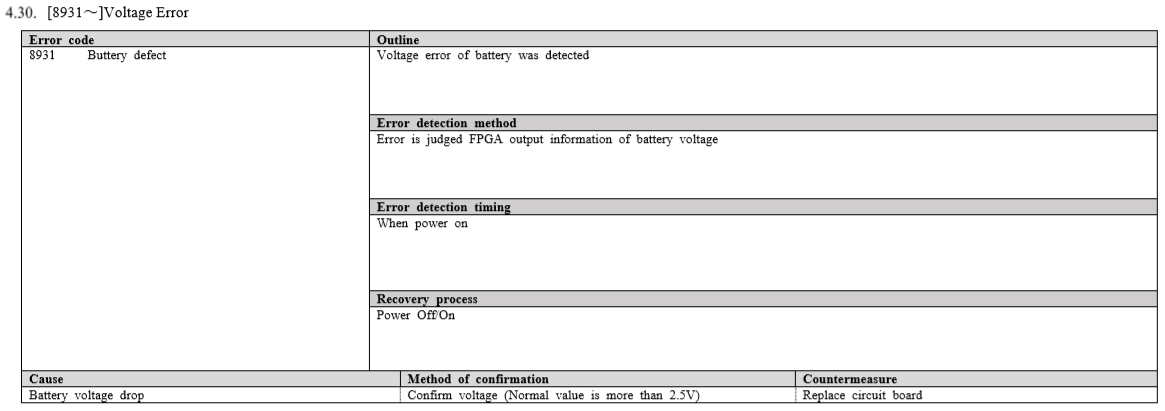 4.30. [8931～]Voltage Error
Error code
Outline
8931 Buttery defect
Voltage error of battery was detected
Error detection method
Error is judged FPGA output information of battery voltage
Error detection timing
When power on
Recovery process
Power Off/On
Cause
Method of confirmation
Countermeasure
Battery voltage drop
Confirm voltage (Normal value is more than 2.5V)
Replace circuit board